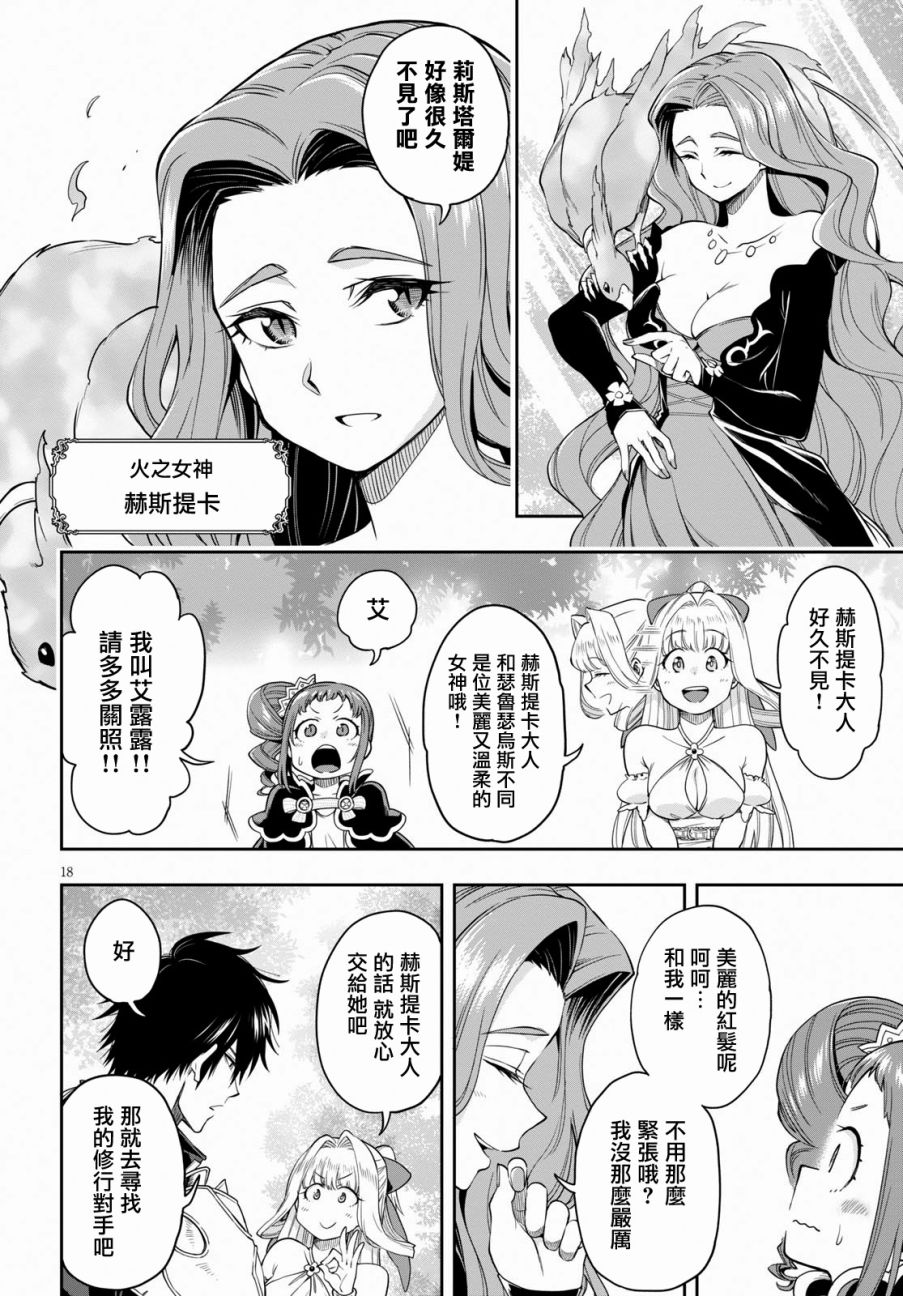 莉斯塔爾媞
好像很久
不見了吧
火之女神
赫斯提卡
赫斯提卡大人
好久不見！
赫斯提卡大人
和瑟魯瑟烏斯不同
是位美麗又溫柔的
女神哦！
艾
我叫艾露露!!
請多多關照!!
18
美麗的紅髮呢
呵呵…
和我一樣
不用那麼
緊張哦？
我沒那麼嚴厲
赫斯提卡大人
的話 就放心
交給她吧
好
那就去尋找
我的修行對手吧